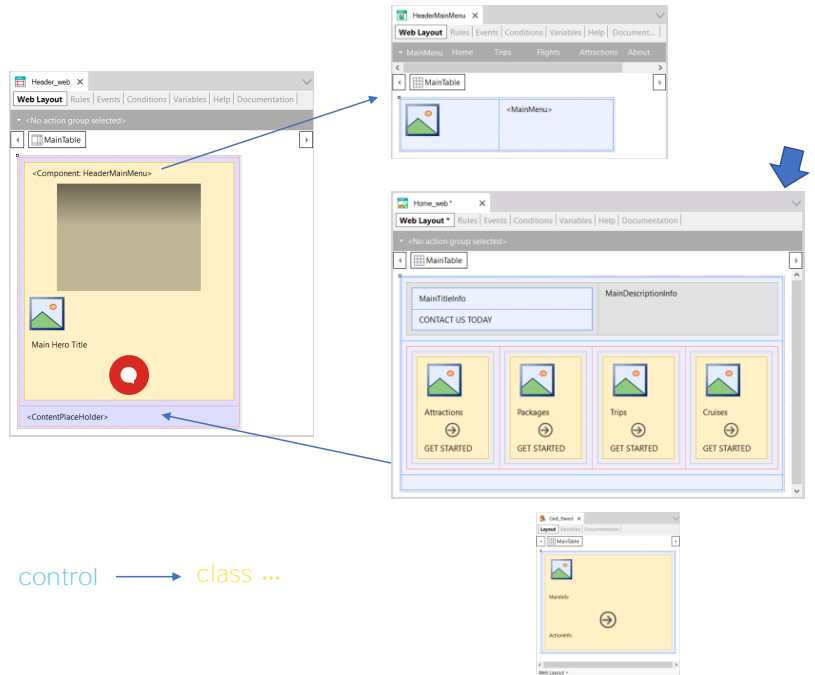 HeaderMainMenu
Web Layout Rules Events Conditions Variables Help Document...
MainMenu Home Trips Flights Attractions About
MainTable
<MainMenu>
Header_web
Web Layout Rules Events Conditions Variables Help Documentation
<No action group selected>
MainTable
<Component: HeaderMainMenu>
Main Hero Title
<ContentPlaceHolder>
Home_web *
Web Layout * Rules Events Conditions Variables Help Documentation
<No action group selected>
MainTable
MainTitleInfo
MainDescriptionInfo
CONTACT US TODAY
Attractions Packages Trips Cruises
GET STARTED GET STARTED GET STARTED GET STARTED
Layout Variables Documentation
MainTable
MainInfo
ActionInfo
Web Layout
control
class ...